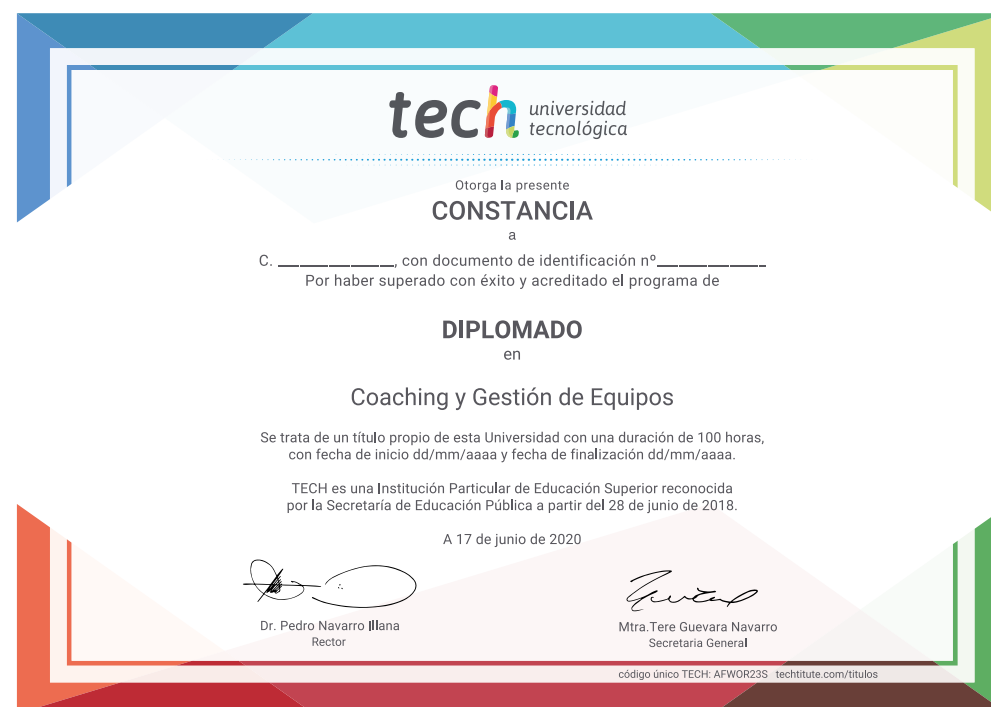 tech universidad
tecnológica
Otorga la presente
CONSTANCIA
a
C. ______________, con documento de identificación nº_____________
Por haber superado con éxito y acreditado el programa de
DIPLOMADO
en
Coaching y Gestión de Equipos
Se trata de un título propio de esta Universidad con una duración de 100 horas,
con fecha de inicio dd/mm/aaaa y fecha de finalización dd/mm/aaaa.
TECH es una Institución Particular de Educación Superior reconocida
por la Secretaría de Educación Pública a partir del 28 de junio de 2018.
A 17 de junio de 2020
Dr. Pedro Navarro Illana
Rector
Mtra.Tere Guevara Navarro
Secretaria General
código único TECH: AFWOR23S techtitute.com/titulos